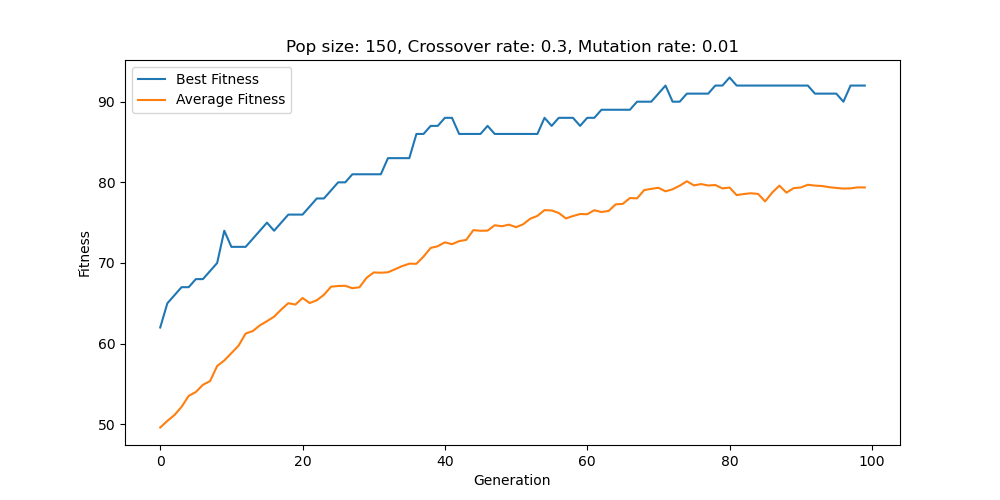 Pop size: 150, Crossover rate: 0.3, Mutation rate: 0.01
Best Fitness
Average Fitness
90
80
70
60
50
Fitness
0 20 40 60 80 100
Generation